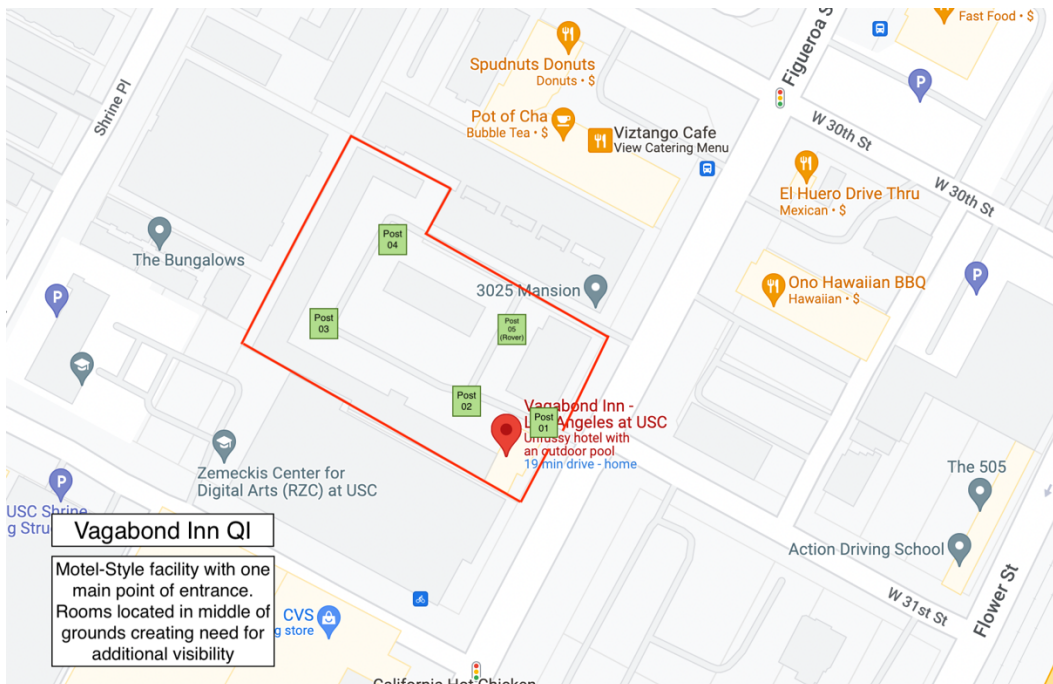 Fast Food • $
Figueroa S
Spudnuts Donuts
Donuts • $
P
Shrine Pl
Pot of Cha
Bubble Tea • $
Viztango Cafe
View Catering Menu
W 30th St
El Huero Drive Thru
Mexican • $
W 30th St
Post
04
The Bungalows
P
3025 Mansion
Ono Hawaiian BBQ
Hawaiian • $
P
Post
03
Post
05
(Rover)
Post
02
Vagabond Inn -
Angeles at USC
Unfussy hotel with
an outdoor pool
19 min drive - home
Post
01
Zemeckis Center for
Digital Arts (RZC) at USC
The 505
P
USC Shrine
g Stru
Vagabond Inn QI
Action Driving School
Motel-Style facility with one
main point of entrance.
Rooms located in middle of
grounds creating need for
additional visibility
W 31st St
Flower St
CVS
g store
California Hot Chicken